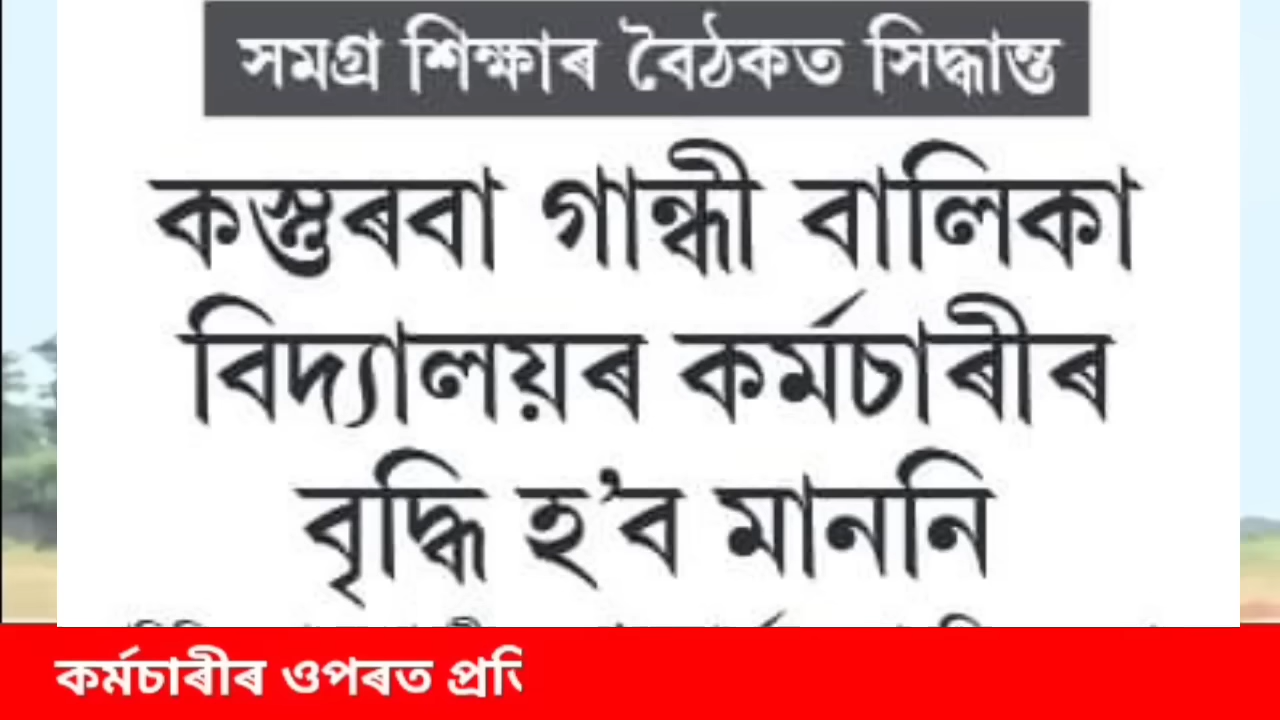 সমগ্ৰ শিক্ষাৰ বৈঠকত সিদ্ধান্ত
কস্তুৰবা গান্ধী বালিকা
বিদ্যালয়ৰ কৰ্মচাৰীৰ
বৃদ্ধি হ’ব মাননি
কৰ্মচাৰীৰ ওপৰত